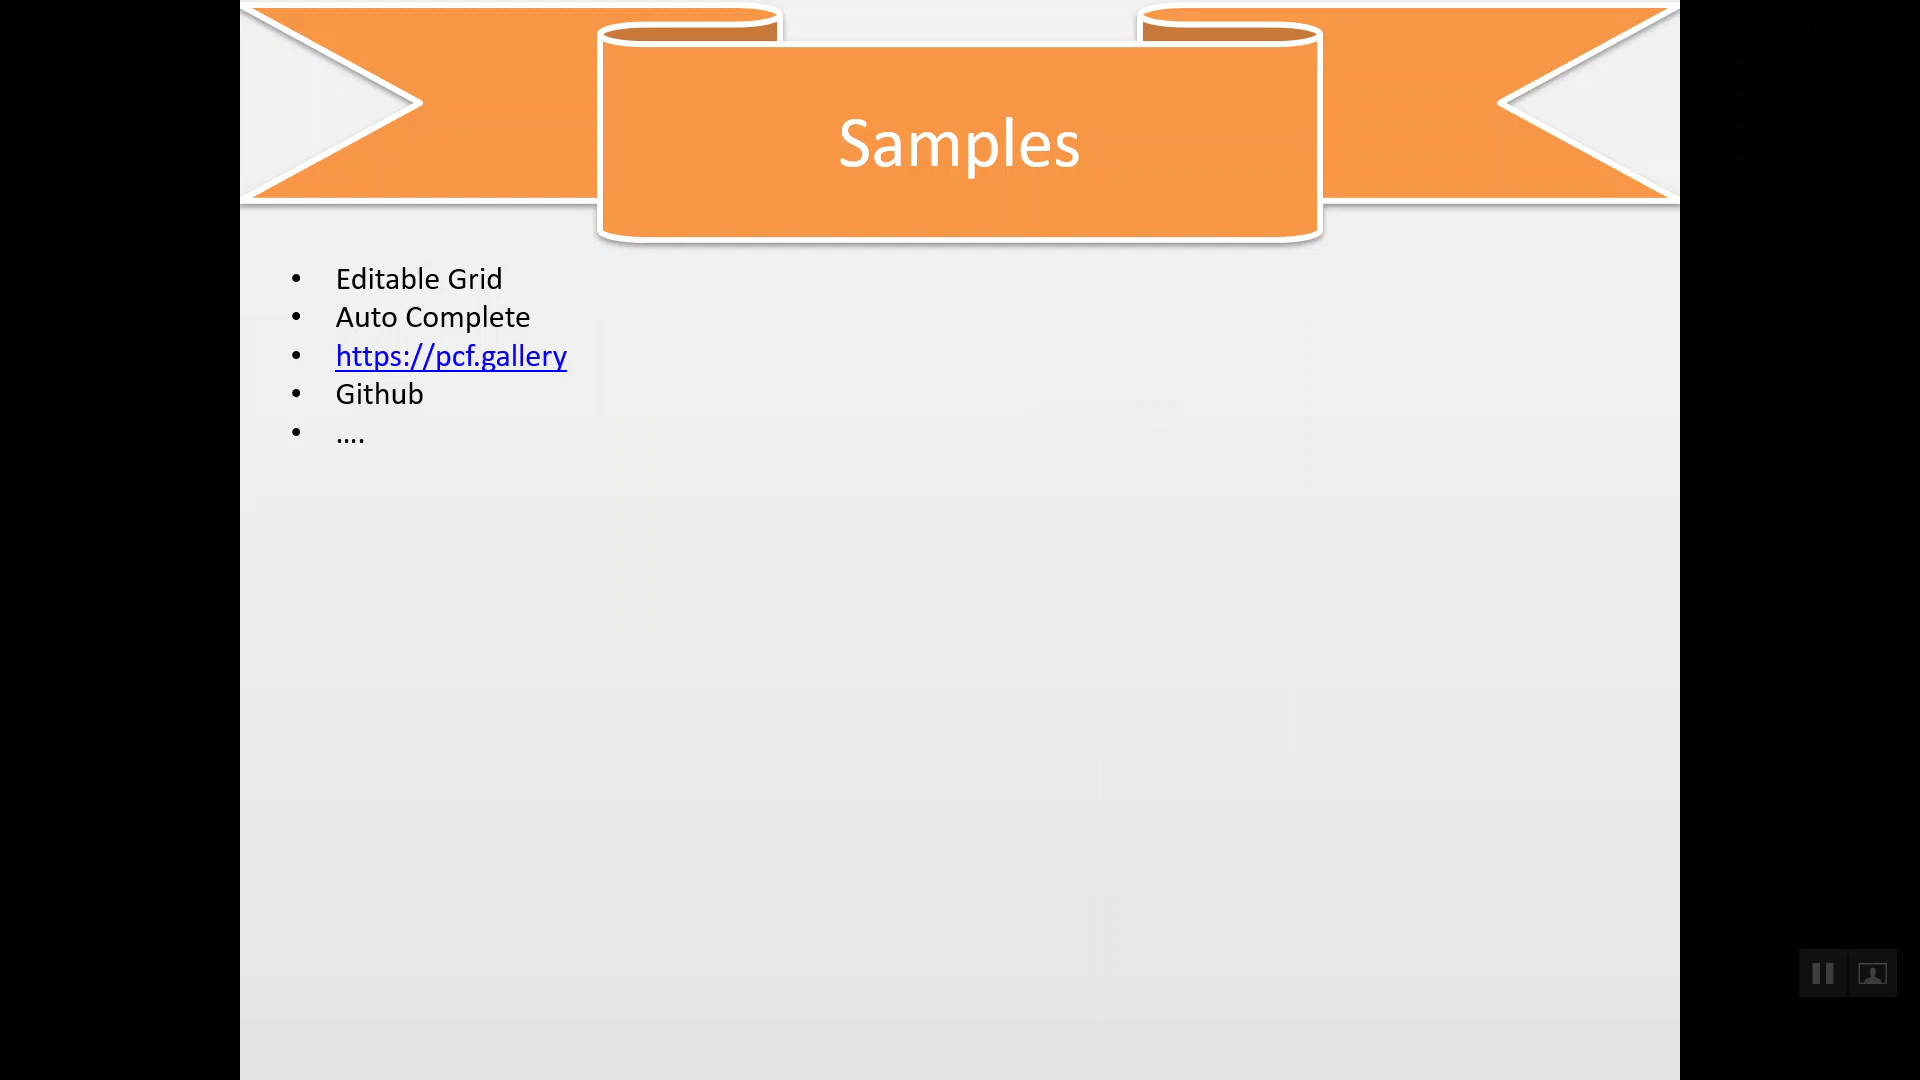 Samples
• Editable Grid
• Auto Complete
• https://pcf.gallery
• Github
• ....